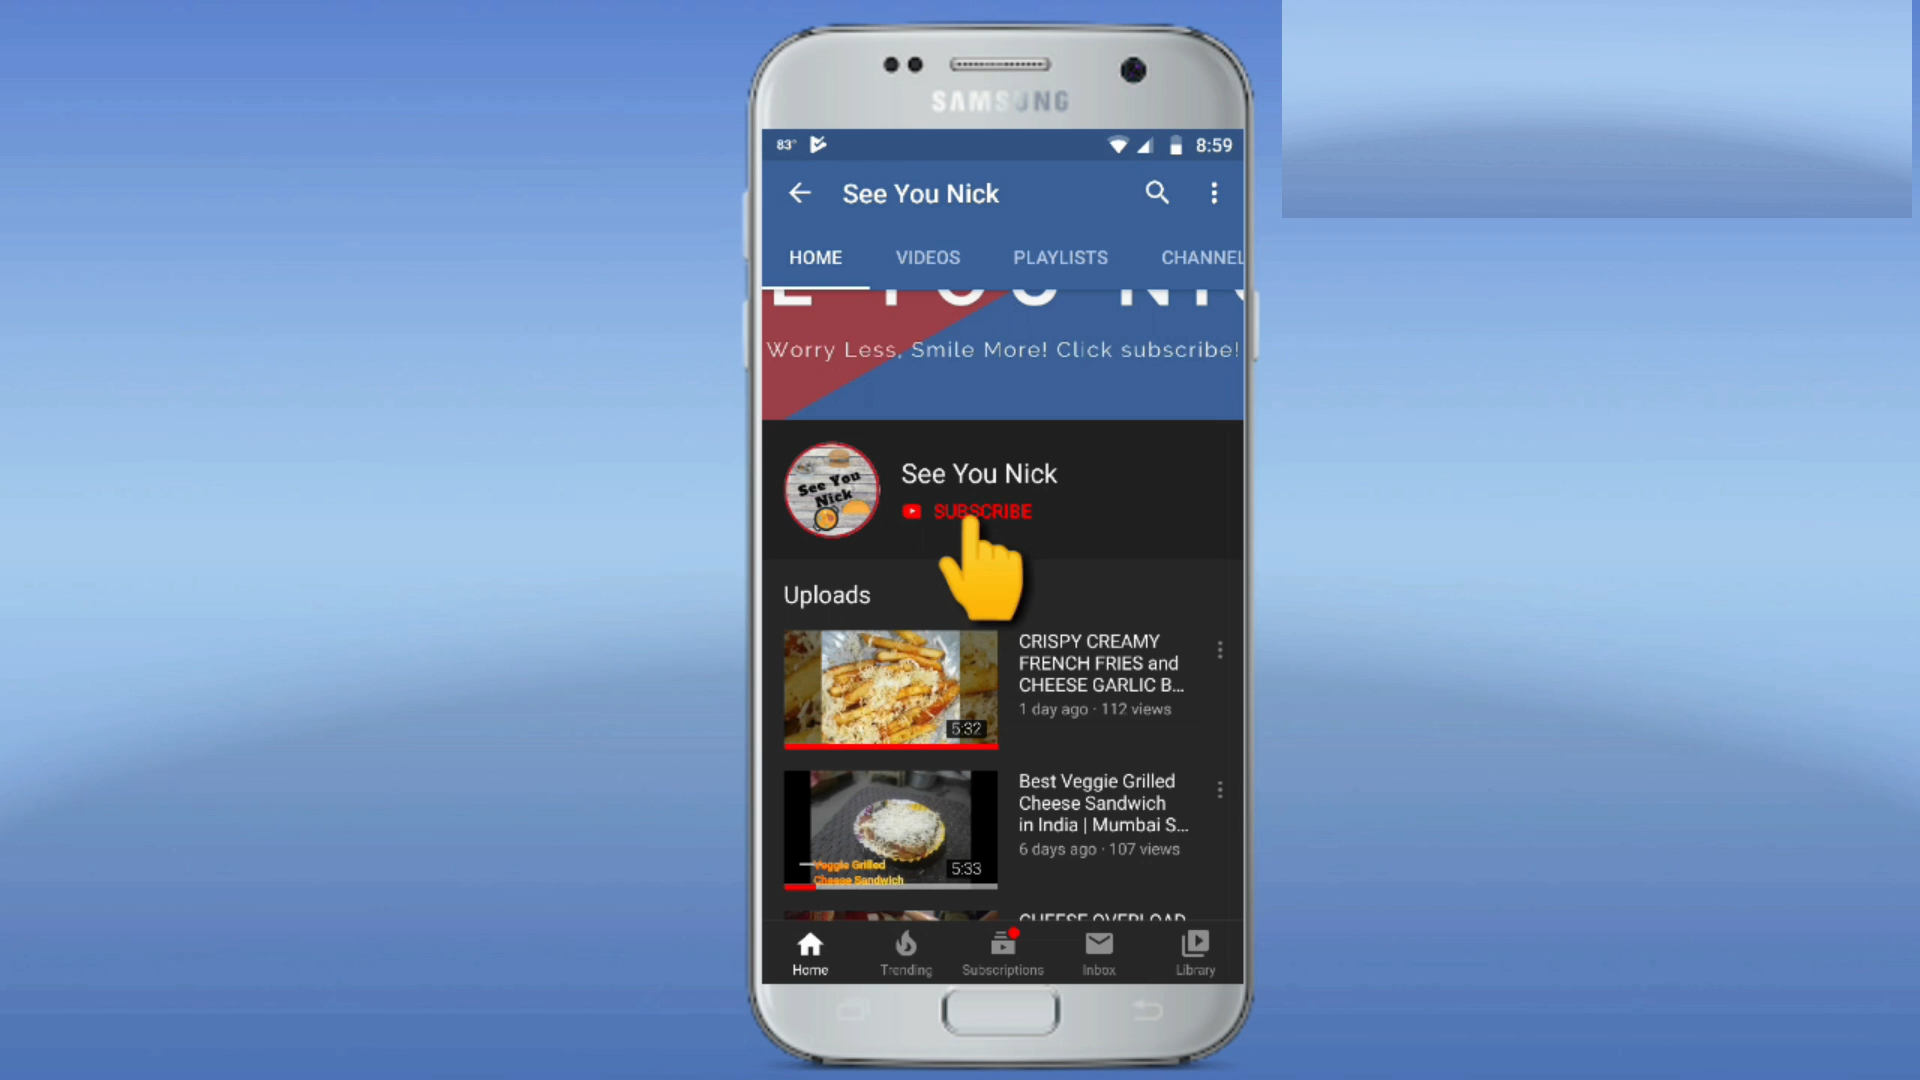 SAMSUNG
83°
8:59
See You Nick
HOME VIDEOS PLAYLISTS CHANNEL
Worry Less, Smile More! Click subscribe!
See You
Nick
See You Nick
SUBSCRIBE
Uploads
5:32
CRISPY CREAMY
FRENCH FRIES and
CHEESE GARLIC B...
1 day ago · 112 views
Veggie Grilled
Cheese Sandwich
5:33
Best Veggie Grilled
Cheese Sandwich
in India | Mumbai S...
6 days ago · 107 views
CHEESE OVERLOAD
Home Trending Subscriptions Inbox Library